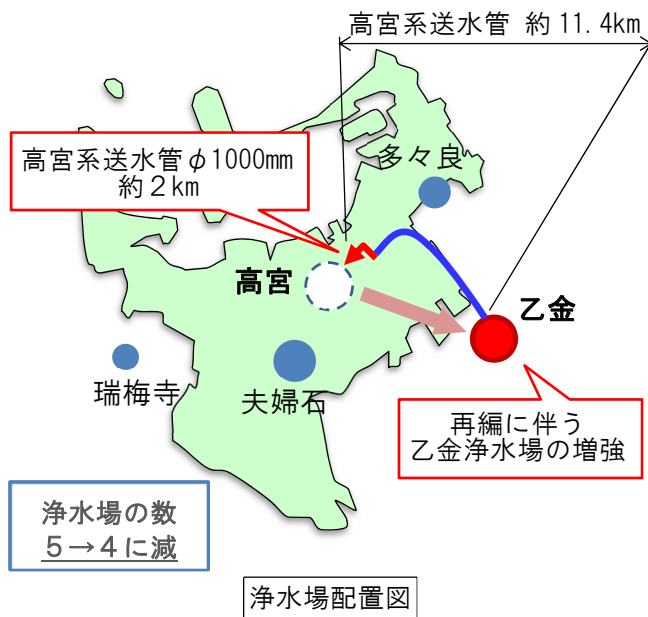 高宮系送水管 約11.4km
高宮系送水管φ1000mm
約2km
多々良
高宮
乙金
瑞梅寺
夫婦石
再編に伴う
乙金浄水場の増強
浄水場の数
5→4に減
浄水場配置図